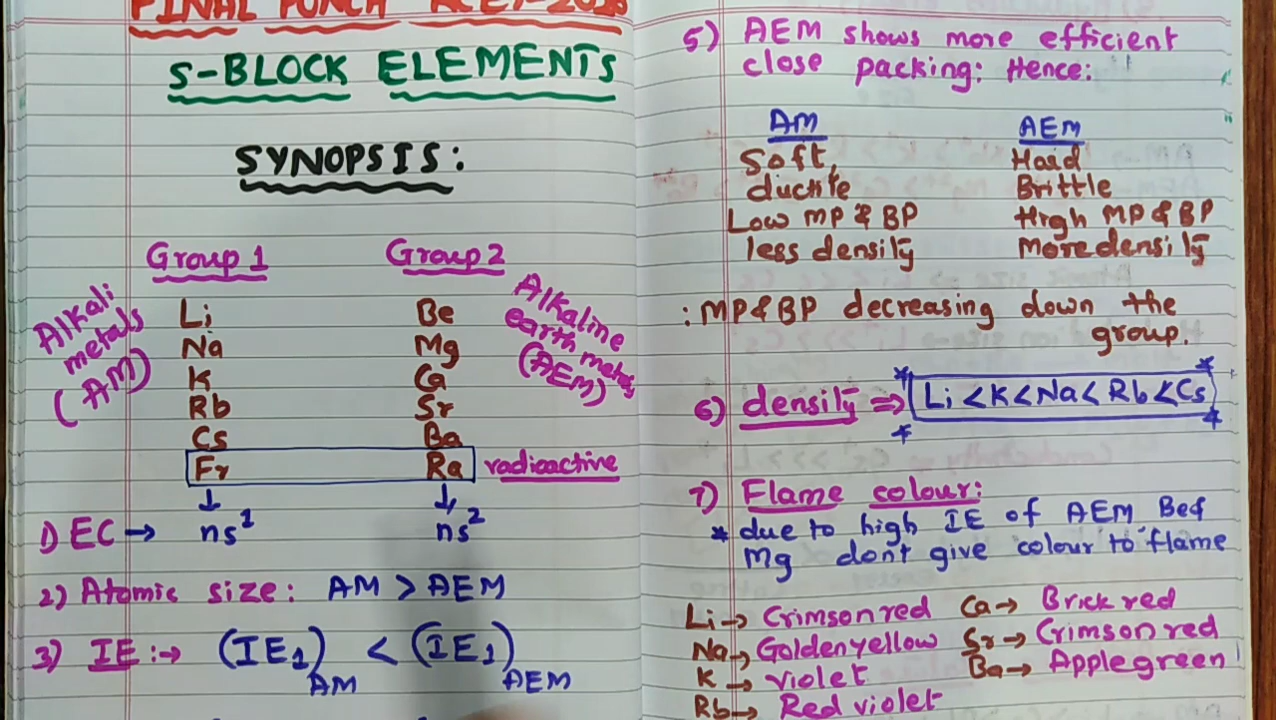 FINAL PUNCH KCET-20
S-BLOCK ELEMENTS
SYNOPSIS:
Group 1 Group 2
Alkali metals (AM)
Alkaline earth metals (AEM)
Li Be
Na Mg
K Ca
Rb Sr
Cs Ba
Fr Ra radioactive
↓ ↓
1) EC → ns¹ ns²
2) Atomic size: AM > AEM
3) IE :→ (IE₁)AM < (IE₁)AEM
5) AEM shows more efficient
close packing: Hence:
AM AEM
Soft, Hard
ductile Brittle
Low MP & BP High MP & BP
less density More density
: MP & BP decreasing down the
group.
6) density ⇒ Li < K < Na < Rb < Cs
7) Flame colour:
* due to high IE of AEM Be &
Mg don't give colour to flame
Li → Crimson red Ca → Brick red
Na → Golden yellow Sr → Crimson red
K → violet Ba → Apple green
Rb → Red violet